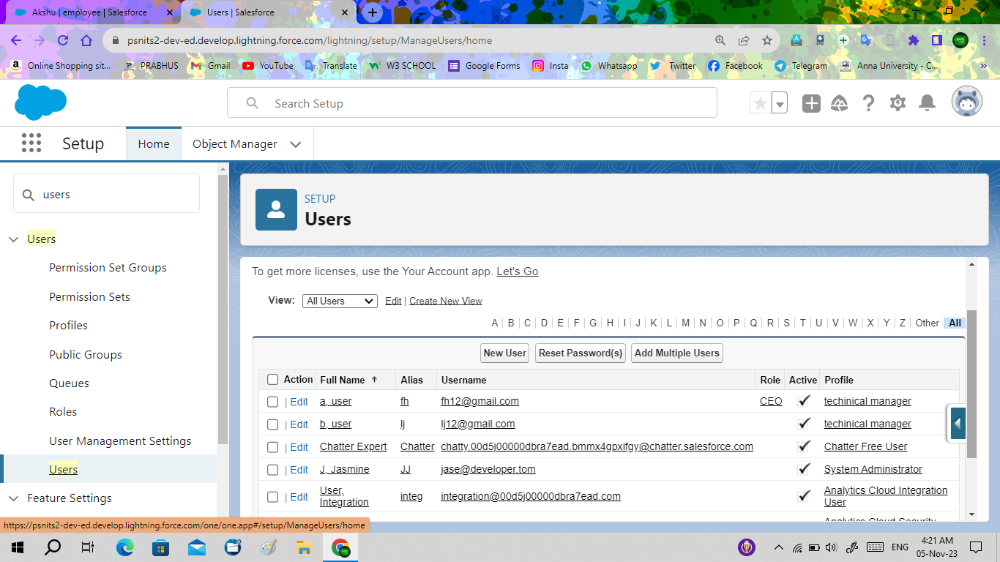 Akshu | employee | Salesforce
Users | Salesforce
psnits2-dev-ed.develop.lightning.force.com/lightning/setup/ManageUsers/home
Online Shopping sit...
PRABHUS
Gmail
YouTube
Translate
W3 SCHOOL
Google Forms
Insta
Whatsapp
Twitter
Facebook
Telegram
Anna University - C...
Search Setup
Setup
Home
Object Manager
users
Users
Permission Set Groups
Permission Sets
Profiles
Public Groups
Queues
Roles
User Management Settings
Users
Feature Settings
SETUP
Users
To get more licenses, use the Your Account app. Let's Go
View: All Users Edit | Create New View
A | B | C | D | E | F | G | H | I | J | K | L | M | N | O | P | Q | R | S | T | U | V | W | X | Y | Z | Other | All
New User Reset Password(s) Add Multiple Users
Action Full Name ↑ Alias Username Role Active Profile
| Edit a, user fh fh12@gmail.com CEO ✓ techinical manager
| Edit b, user lj lj12@gmail.com ✓ techinical manager
| Edit Chatter Expert Chatter chatty.00d5j00000dbra7ead.bmmx4gpxifgy@chatter.salesforce.com ✓ Chatter Free User
| Edit J, Jasmine JJ jase@developer.tom ✓ System Administrator
| Edit User, Integration integ integration@00d5j00000dbra7ead.com ✓ Analytics Cloud Integration User
Analytics Cloud Security
https://psnits2-dev-ed.develop.lightning.force.com/one/one.app#/setup/ManageUsers/home
ENG
4:21 AM
05-Nov-23